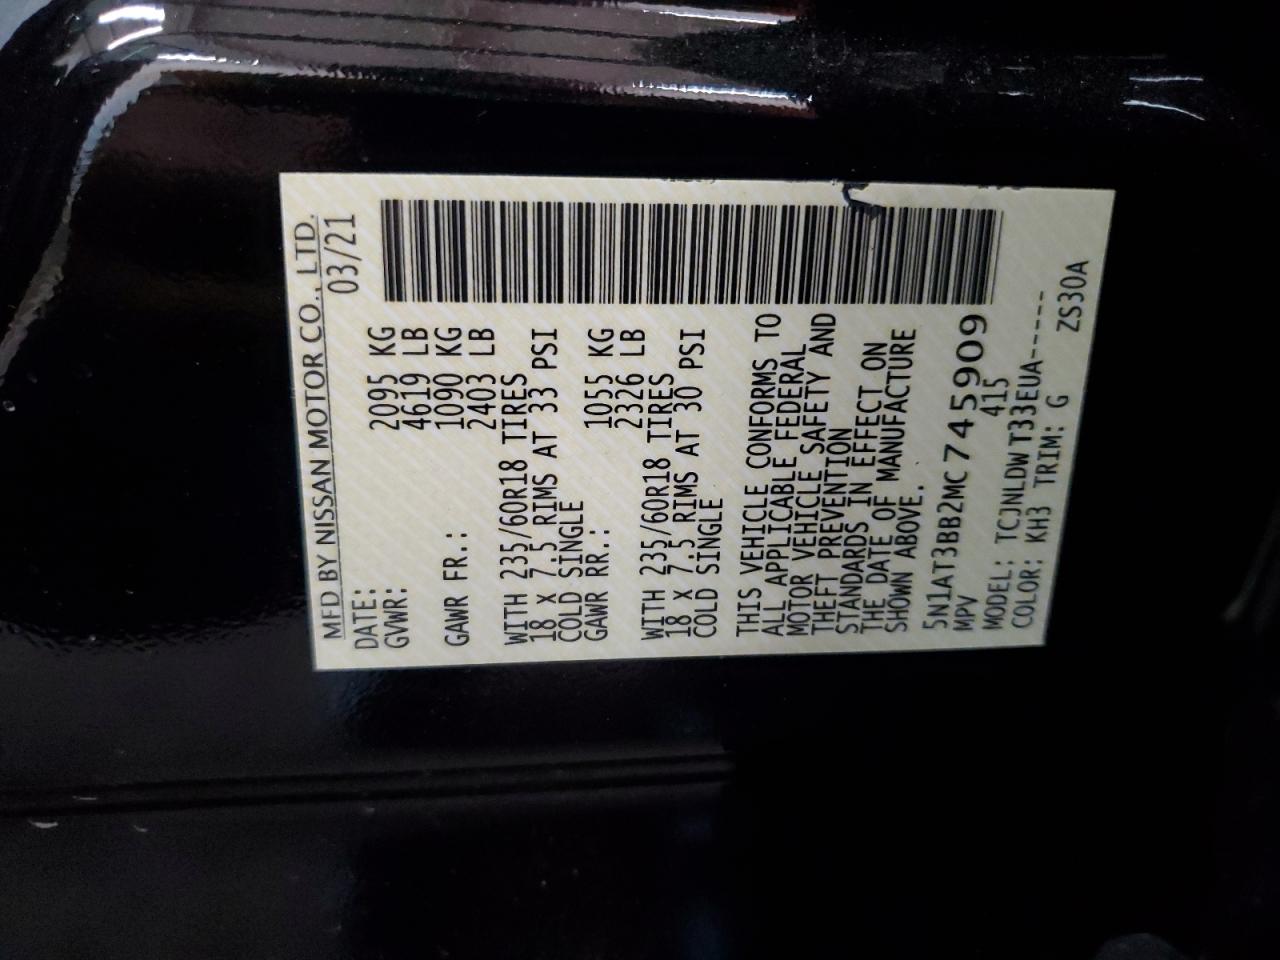 MFD BY NISSAN MOTOR CO., LTD.
DATE: 03/21
GVWR: 2095 KG
4619 LB
GAWR FR.: 1090 KG
2403 LB
WITH 235/60R18 TIRES
18 X 7.5 RIMS AT 33 PSI
COLD SINGLE
GAWR RR.: 1055 KG
2326 LB
WITH 235/60R18 TIRES
18 X 7.5 RIMS AT 30 PSI
COLD SINGLE
THIS VEHICLE CONFORMS TO
ALL APPLICABLE FEDERAL
MOTOR VEHICLE SAFETY AND
THEFT PREVENTION
STANDARDS IN EFFECT ON
THE DATE OF MANUFACTURE
SHOWN ABOVE.
5N1AT3BB2MC745909
MPV 415
MODEL: TCJNLDW T33EUA-----
COLOR: KH3 TRIM: G ZS30A